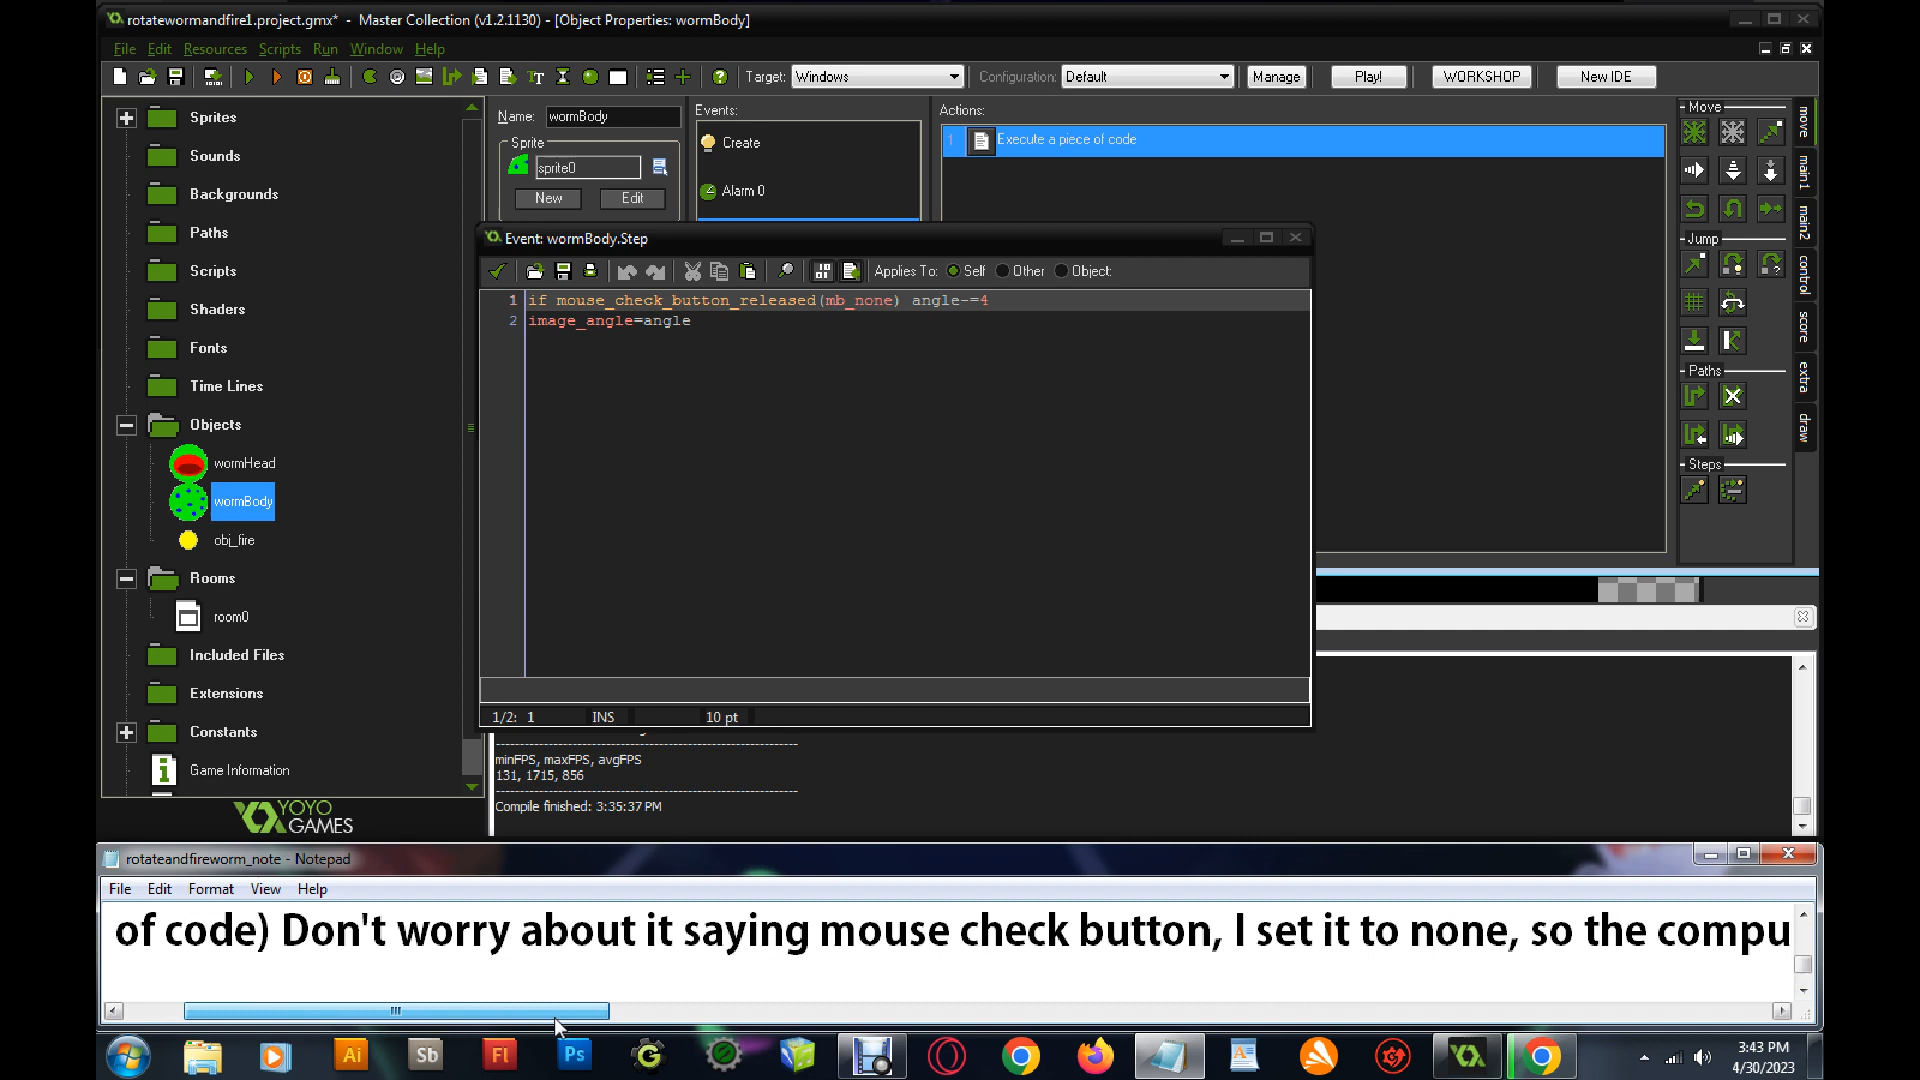 rotatewormandfire1.project.gmx* - Master Collection (v1.2.1130) - [Object Properties: wormBody]
File Edit Resources Scripts Run Window Help
Target: Windows Configuration: Default Manage Play! WORKSHOP New IDE
Sprites
Sounds
Backgrounds
Paths
Scripts
Shaders
Fonts
Time Lines
Objects
wormHead
wormBody
obj_fire
Rooms
room0
Included Files
Extensions
Constants
Game Information
YOYO
GAMES
Name: wormBody
Sprite
sprite0
New Edit
Events:
Create
Alarm 0
Actions:
1 Execute a piece of code
Event: wormBody.Step
Applies To: Self Other Object:
1 if mouse_check_button_released(mb_none) angle-=4
2 image_angle=angle
1/2: 1 INS 10 pt
minFPS, maxFPS, avgFPS
131, 1715, 856
Compile finished: 3:35:37 PM
Move
Jump
Paths
Steps
move
main1
main2
control
score
extra
draw
rotateandfireworm_note - Notepad
File Edit Format View Help
of code) Don't worry about it saying mouse check button, I set it to none, so the compu
Ai Sb Fl Ps
3:43 PM
4/30/2023